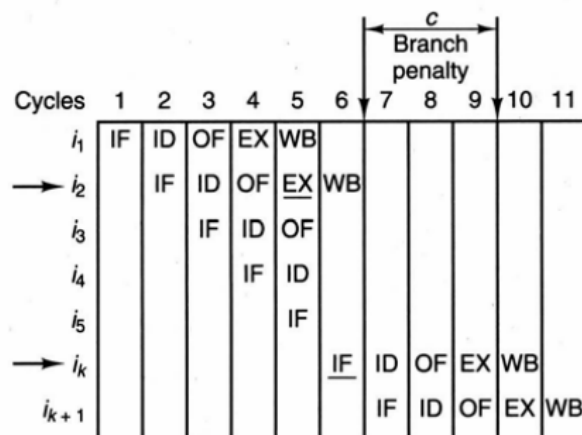 c
Branch
penalty
Cycles 1 2 3 4 5 6 7 8 9 10 11
i1 IF ID OF EX WB
i2 IF ID OF EX WB
i3 IF ID OF
i4 IF ID
i5 IF
ik IF ID OF EX WB
ik + 1 IF ID OF EX WB